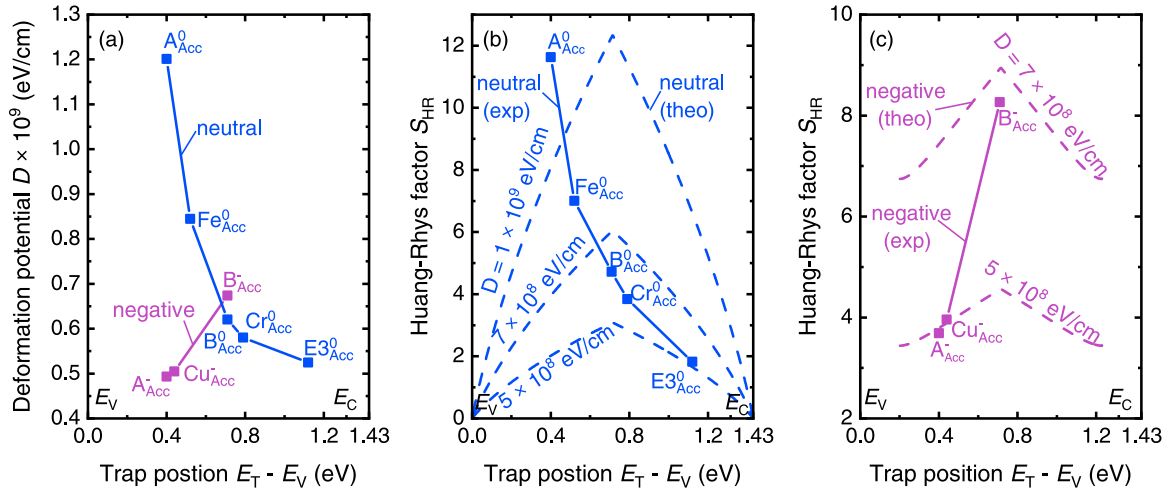 (a)
Deformation potential D × 10⁹ (eV/cm)
1.3
1.2
1.1
1.0
0.9
0.8
0.7
0.6
0.5
0.4
A⁰Acc
neutral
Fe⁰Acc
B⁻Acc
negative
Cr⁰Acc
B⁰Acc
E3⁰Acc
A⁻Acc
Cu⁻Acc
EV
EC
0.0 0.4 0.8 1.2 1.43
Trap postion ET - EV (eV)
(b)
Huang-Rhys factor SHR
12
10
8
6
4
2
0
A⁰Acc
neutral
(exp)
neutral
(theo)
D = 1 × 10⁹ eV/cm
Fe⁰Acc
7 × 10⁸ eV/cm
B⁰Acc
Cr⁰Acc
5 × 10⁸ eV/cm
E3⁰Acc
EV
EC
0.0 0.4 0.8 1.2 1.43
Trap postion ET - EV (eV)
(c)
Huang-Rhys factor SHR
10
8
6
4
2
D = 7 × 10⁸ eV/cm
negative
(theo)
B⁻Acc
negative
(exp)
5 × 10⁸ eV/cm
Cu⁻Acc
A⁻Acc
EV
EC
0.0 0.4 0.8 1.2 1.43
Trap position ET - EV (eV)